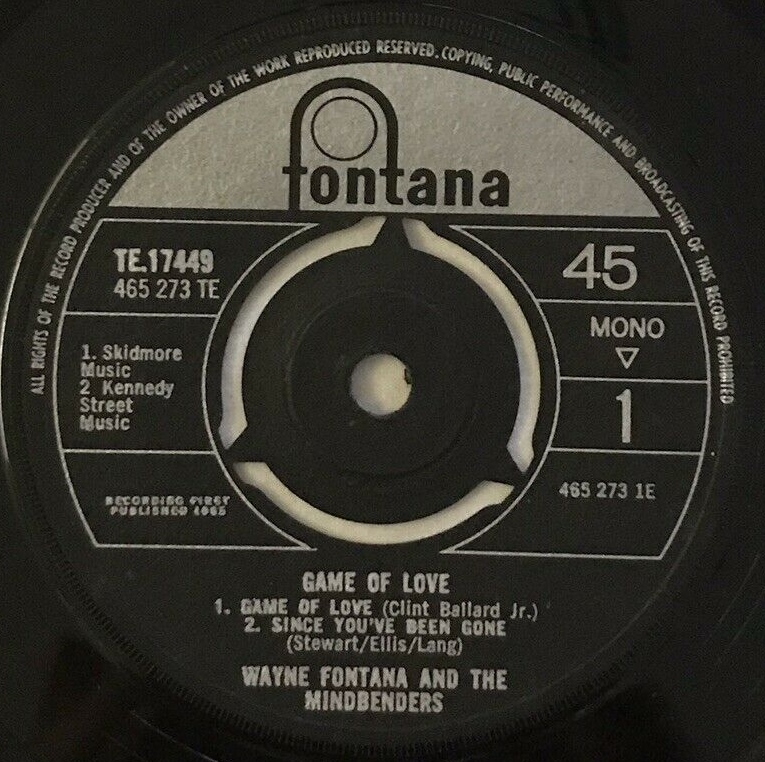 ALL RIGHTS OF THE RECORD PRODUCER AND OF THE OWNER OF THE WORK REPRODUCED RESERVED. COPYING, PUBLIC PERFORMANCE AND BROADCASTING OF THIS RECORD PROHIBITED
fontana
TE.17449
465 273 TE
45
MONO
1. Skidmore
Music
2 Kennedy
Street
Music
1
RECORDING FIRST
PUBLISHED 1965
465 273 1E
GAME OF LOVE
1. GAME OF LOVE (Clint Ballard Jr.)
2. SINCE YOU'VE BEEN GONE
(Stewart/Ellis/Lang)
WAYNE FONTANA AND THE
MINDBENDERS